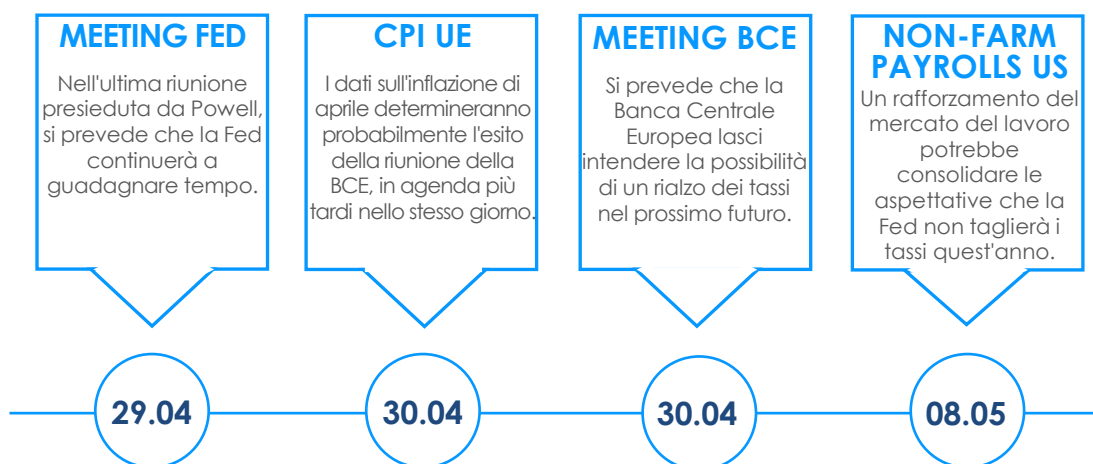 MEETING FED
Nell'ultima riunione
presieduta da Powell,
si prevede che la Fed
continuerà a
guadagnare tempo.
CPI UE
I dati sull'inflazione di
aprile determineranno
probabilmente l'esito
della riunione della
BCE, in agenda più
tardi nello stesso giorno.
MEETING BCE
Si prevede che la
Banca Centrale
Europea lasci
intendere la possibilità
di un rialzo dei tassi
nel prossimo futuro.
NON-FARM
PAYROLLS US
Un rafforzamento del
mercato del lavoro
potrebbe
consolidare le
aspettative che la
Fed non taglierà i
tassi quest'anno.
29.04
30.04
30.04
08.05